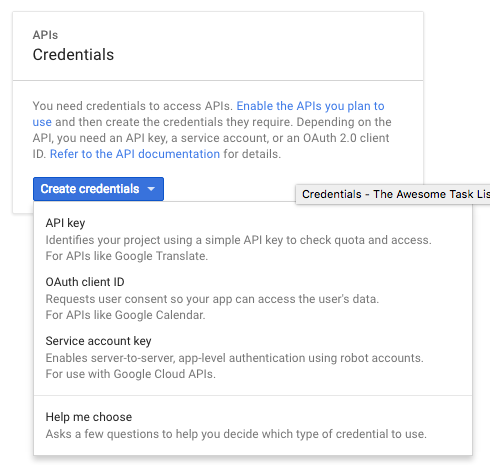 APIs
Credentials
You need credentials to access APIs. Enable the APIs you plan to
use and then create the credentials they require. Depending on the
API, you need an API key, a service account, or an OAuth 2.0 client
ID. Refer to the API documentation for details.
Create credentials
Credentials - The Awesome Task Lis
API key
Identifies your project using a simple API key to check quota and access.
For APIs like Google Translate.
OAuth client ID
Requests user consent so your app can access the user's data.
For APIs like Google Calendar.
Service account key
Enables server-to-server, app-level authentication using robot accounts.
For use with Google Cloud APIs.
Help me choose
Asks a few questions to help you decide which type of credential to use.